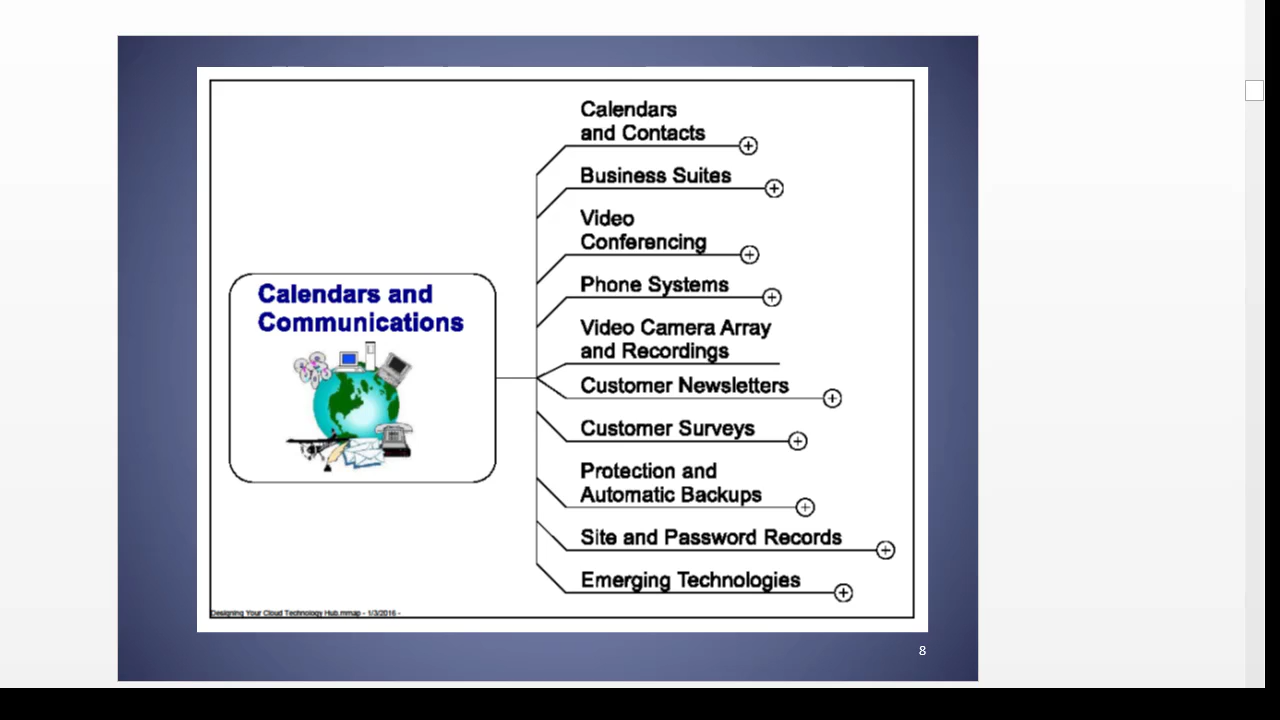 Calendars
and Contacts
Business Suites
Video
Conferencing
Phone Systems
Calendars and
Communications
Video Camera Array
and Recordings
Customer Newsletters
Customer Surveys
Protection and
Automatic Backups
Site and Password Records
Emerging Technologies
Designing Your Cloud Technology Hub.mmap - 1/3/2016 -
8